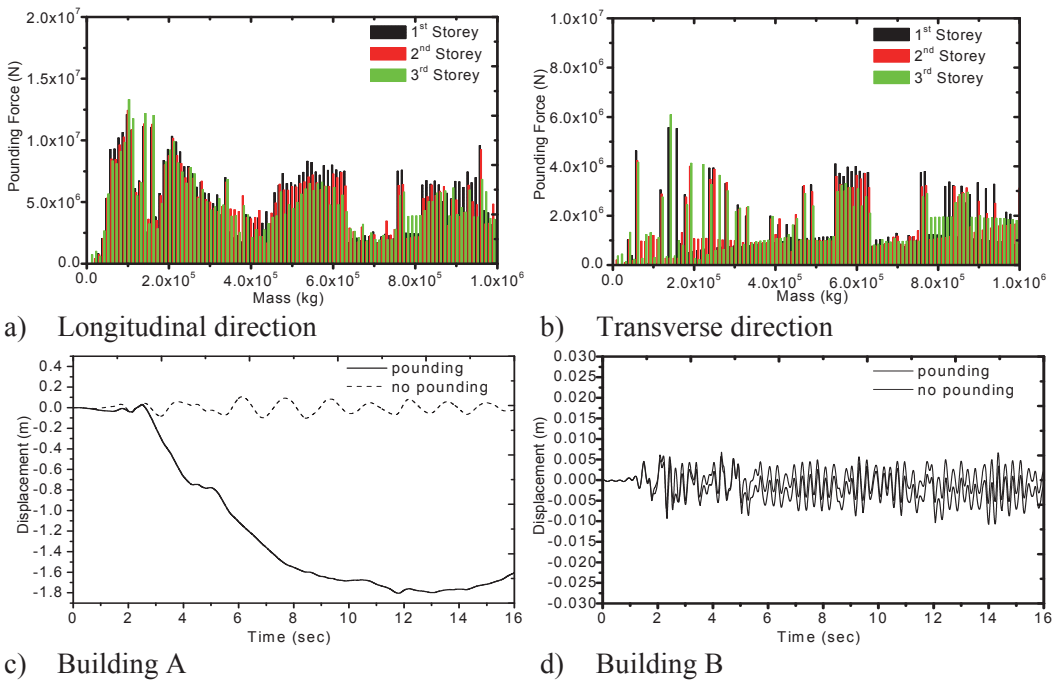 2.0x10⁷
1.5x10⁷
1.0x10⁷
5.0x10⁶
0.0
Pounding Force (N)
1ˢᵗ Storey
2ⁿᵈ Storey
3ʳᵈ Storey
0.0 2.0x10⁵ 4.0x10⁵ 6.0x10⁵ 8.0x10⁵ 1.0x10⁶
Mass (kg)
a) Longitudinal direction
1.0x10⁷
8.0x10⁶
6.0x10⁶
4.0x10⁶
2.0x10⁶
0.0
Pounding Force (N)
1ˢᵗ Storey
2ⁿᵈ Storey
3ʳᵈ Storey
0.0 2.0x10⁵ 4.0x10⁵ 6.0x10⁵ 8.0x10⁵ 1.0x10⁶
Mass (kg)
b) Transverse direction
0.4
0.2
0.0
-0.2
-0.4
-0.6
-0.8
-1.0
-1.2
-1.4
-1.6
-1.8
Displacement (m)
pounding
no pounding
0 2 4 6 8 10 12 14 16
Time (sec)
c) Building A
0.030
0.025
0.020
0.015
0.010
0.005
0.000
-0.005
-0.010
-0.015
-0.020
-0.025
-0.030
Displacement (m)
pounding
no pounding
0 2 4 6 8 10 12 14 16
Time (sec)
d) Building B